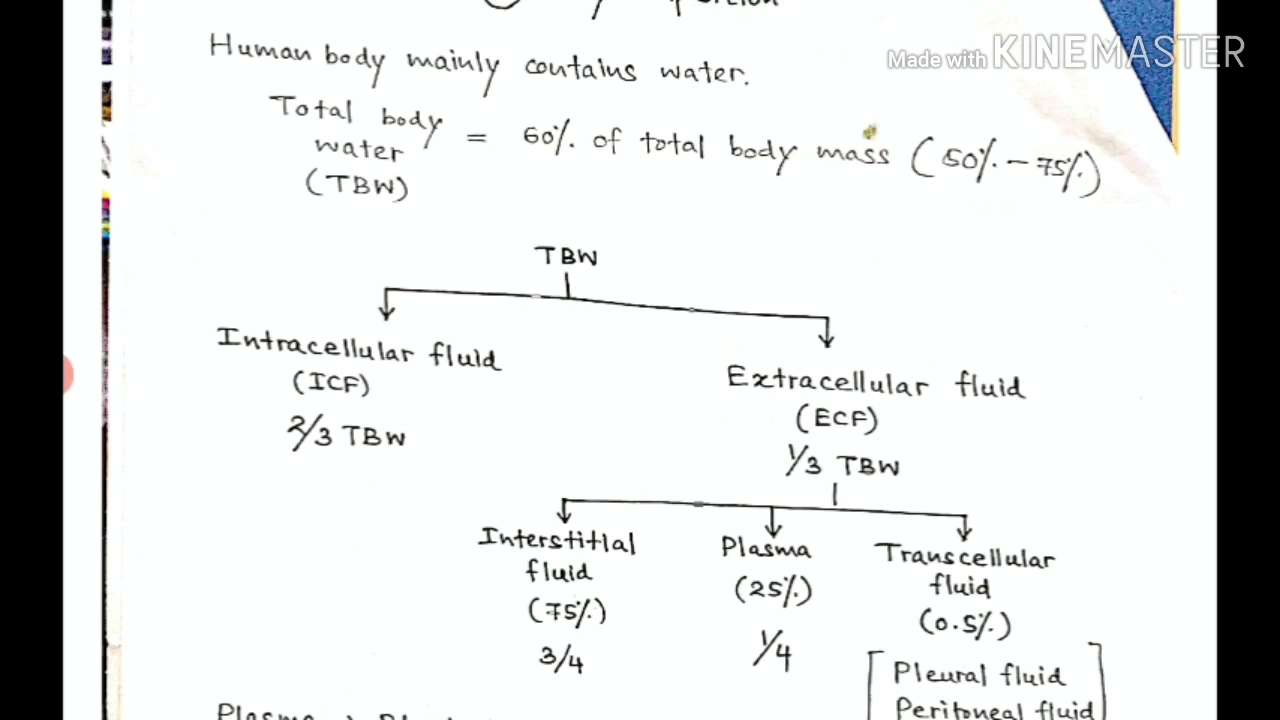 Made with KINEMASTER
Human body mainly contains water.
Total body
water
(TBW)
= 60% of total body mass (50% - 75%)
TBW
Intracellular fluid
(ICF)
2/3 TBW
Extracellular fluid
(ECF)
1/3 TBW
Interstitial
fluid
(75%)
3/4
Plasma
(25%)
1/4
Transcellular
fluid
(0.5%)
[Pleural fluid
Peritoneal fluid]